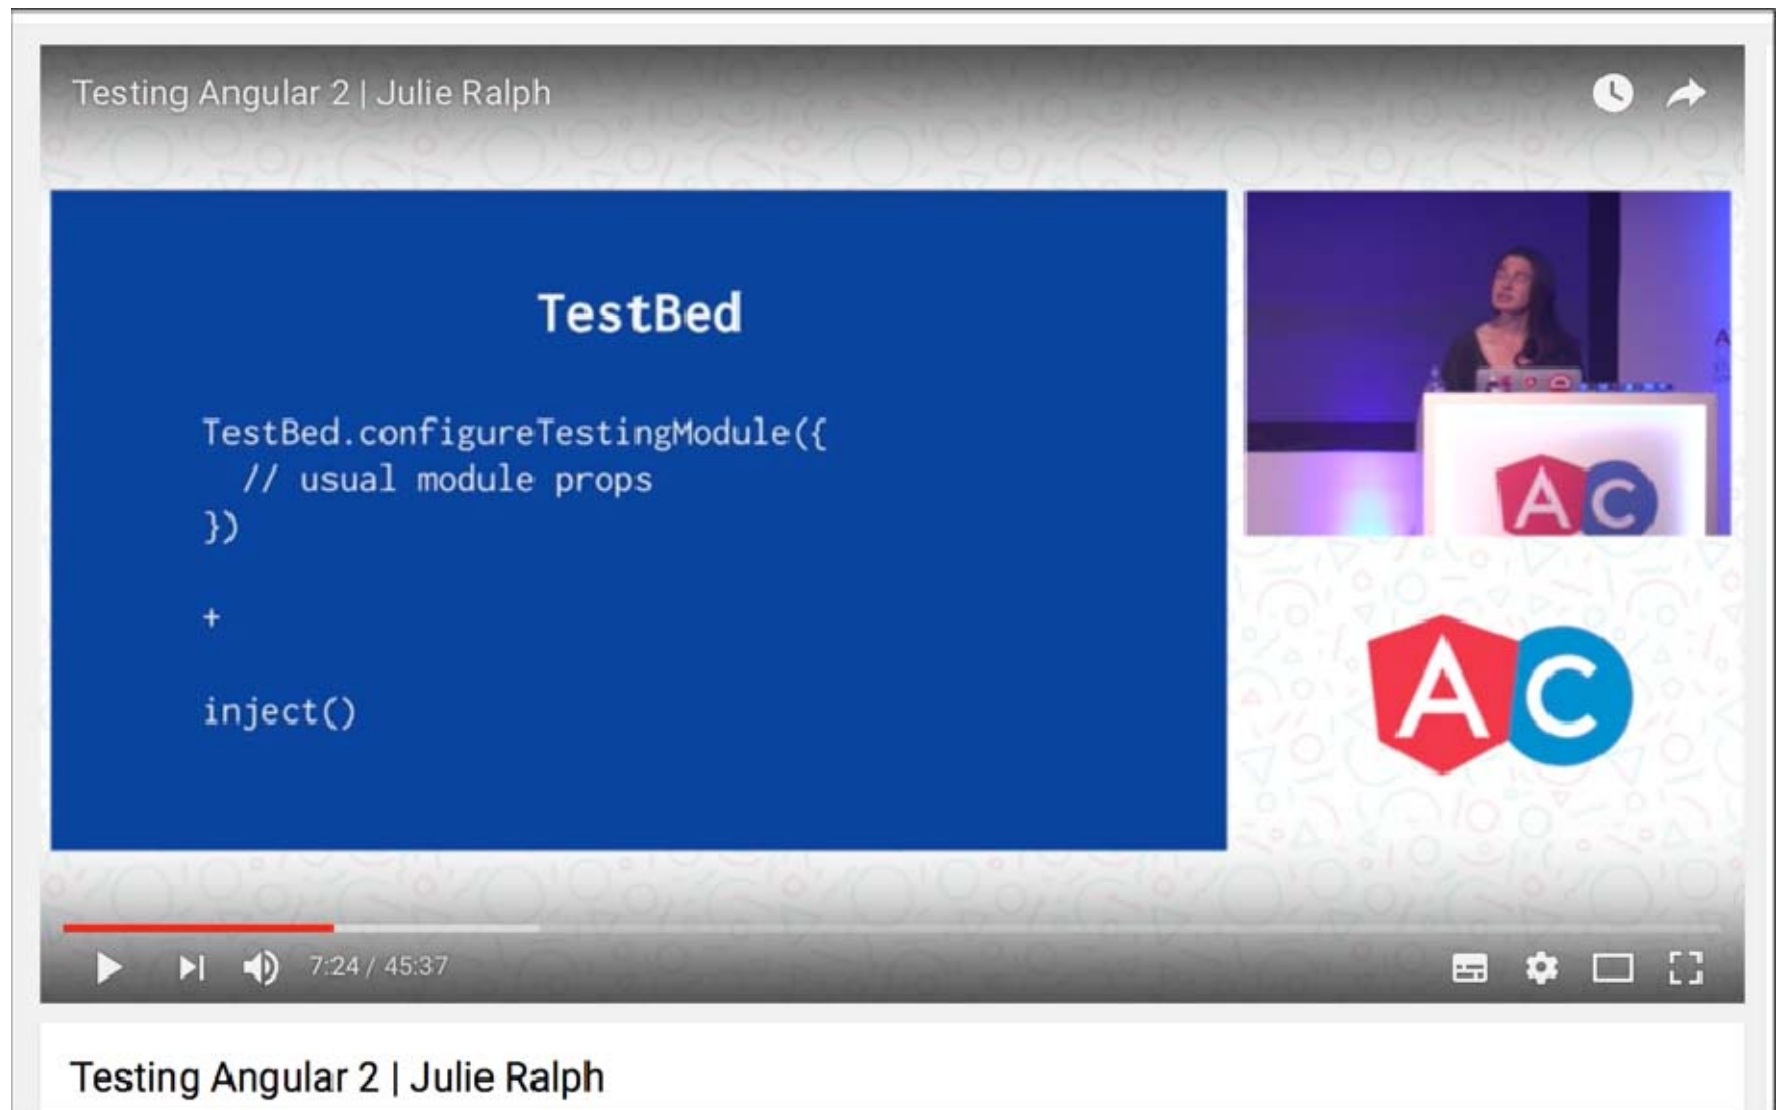 Testing Angular 2 | Julie Ralph
TestBed
TestBed.configureTestingModule({
// usual module props
})
+
inject()
A
AC
AC
7:24 / 45:37
Testing Angular 2 | Julie Ralph